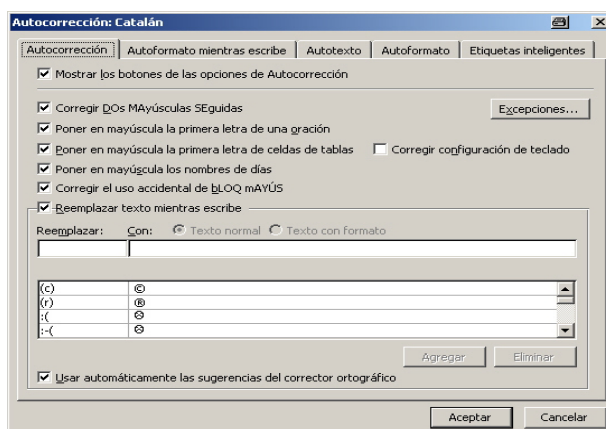 Autocorrección: Catalán
Autocorrección Autoformato mientras escribe Autotexto Autoformato Etiquetas inteligentes
Mostrar los botones de las opciones de Autocorrección
Corregir DOs MAyúsculas SEguidas Excepciones...
Poner en mayúscula la primera letra de una oración
Poner en mayúscula la primera letra de celdas de tablas Corregir configuración de teclado
Poner en mayúscula los nombres de días
Corregir el uso accidental de bLOQ mAYÚS
Reemplazar texto mientras escribe
Reemplazar: Con: Texto normal Texto con formato
(c) ©
(r) ®
:( ☹
:-( ☹
Agregar Eliminar
Usar automáticamente las sugerencias del corrector ortográfico
Aceptar Cancelar